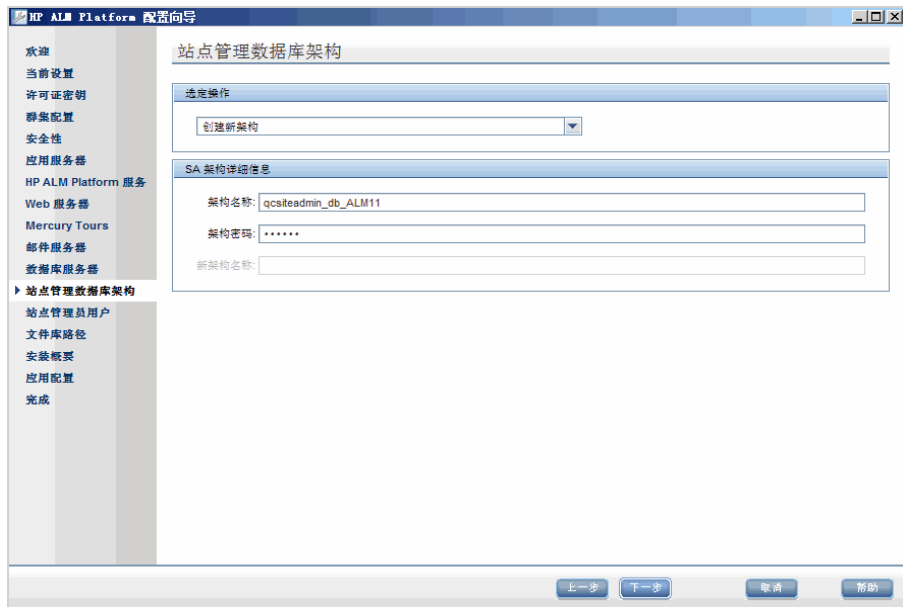 HP ALM Platform 配置向导
欢迎
当前设置
许可证密钥
群集配置
安全性
应用服务器
HP ALM Platform 服务
Web 服务器
Mercury Tours
邮件服务器
数据库服务器
站点管理数据库架构
站点管理员用户
文件库路径
安装概要
应用配置
完成
站点管理数据库架构
选定操作
创建新架构
SA 架构详细信息
架构名称: qcsiteadmin_db_ALM11
架构密码: ••••••
新架构名称:
上一步 下一步 取消 帮助